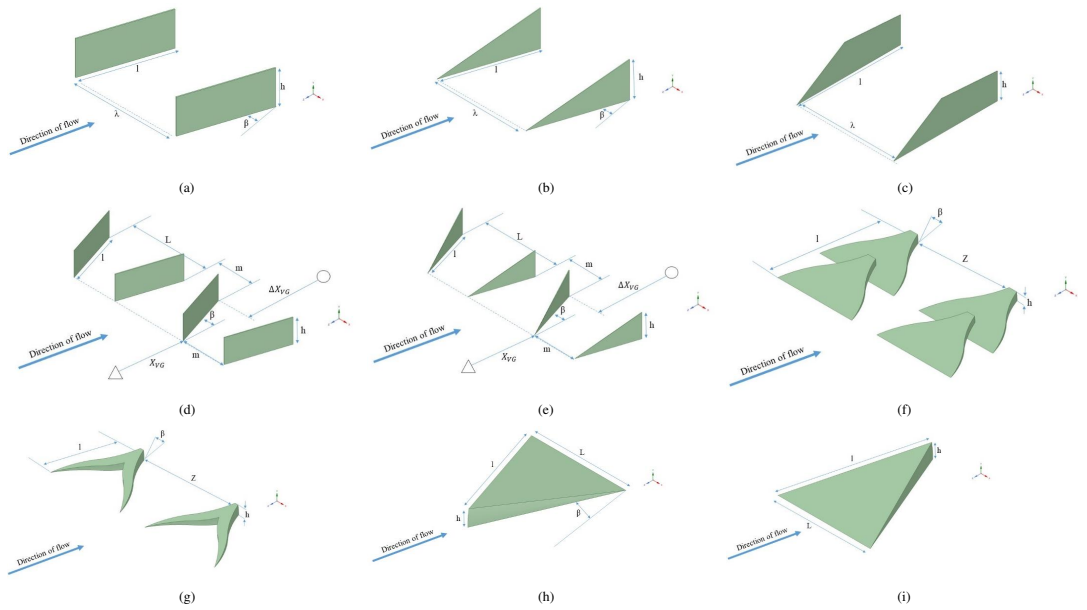 l
h
λ
β
Direction of flow
(a)
l
h
λ
β
Direction of flow
(b)
l
h
λ
Direction of flow
(c)
L
l
m
ΔX_VG
β
h
m
Direction of flow
X_VG
(d)
L
l
m
ΔX_VG
β
h
m
Direction of flow
X_VG
(e)
β
l
Z
h
Direction of flow
(f)
β
l
Z
h
Direction of flow
(g)
l
L
h
β
Direction of flow
(h)
h
l
L
Direction of flow
(i)